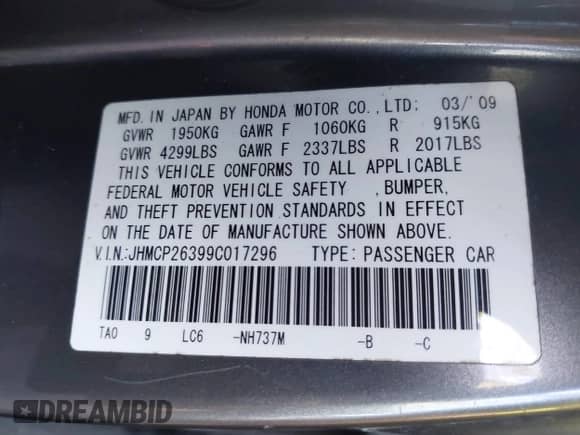 MFD. IN JAPAN BY HONDA MOTOR CO.,LTD: 03/'09
GVWR 1950KG GAWR F 1060KG R 915KG
GVWR 4299LBS GAWR F 2337LBS R 2017LBS
THIS VEHICLE CONFORMS TO ALL APPLICABLE
FEDERAL MOTOR VEHICLE SAFETY ,BUMPER,
AND THEFT PREVENTION STANDARDS IN EFFECT
ON THE DATE OF MANUFACTURE SHOWN ABOVE.
V.I.N.:JHMCP26399C017296 TYPE: PASSENGER CAR
TA0 9 LC6 -NH737M -B -C
DREAMBID